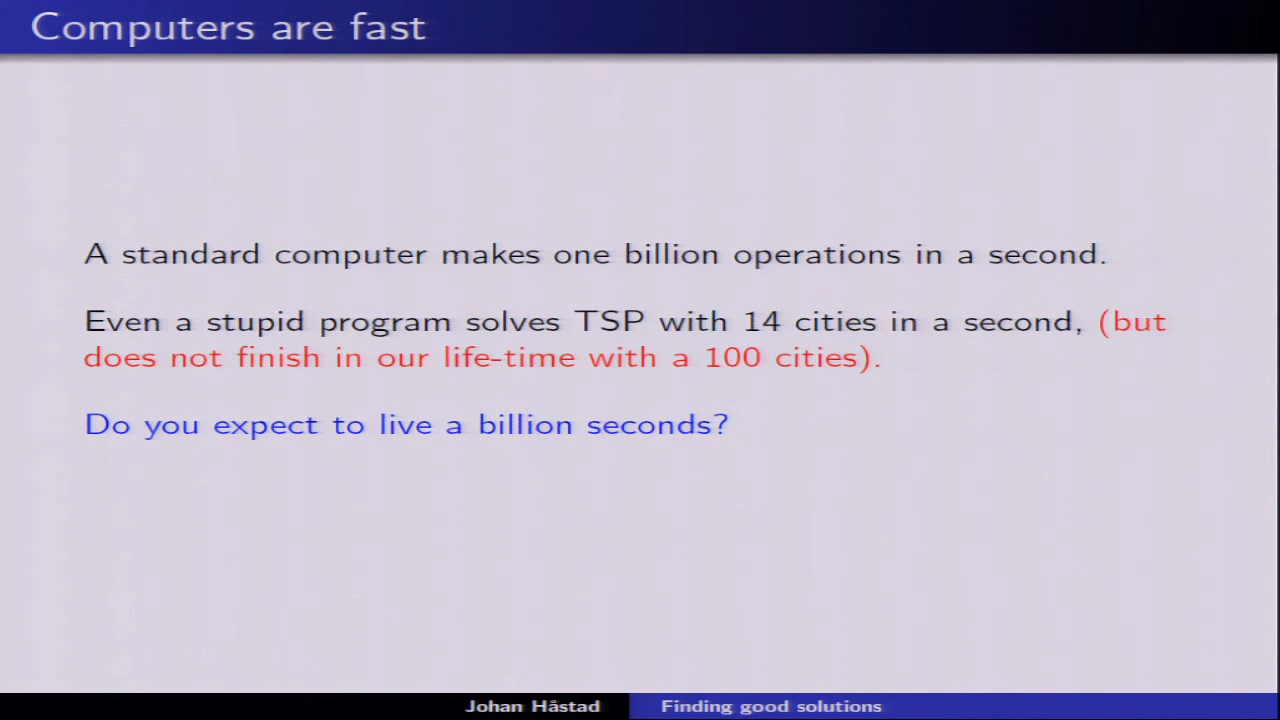 Computers are fast
A standard computer makes one billion operations in a second.
Even a stupid program solves TSP with 14 cities in a second, (but
does not finish in our life-time with a 100 cities).
Do you expect to live a billion seconds?
Johan Håstad
Finding good solutions